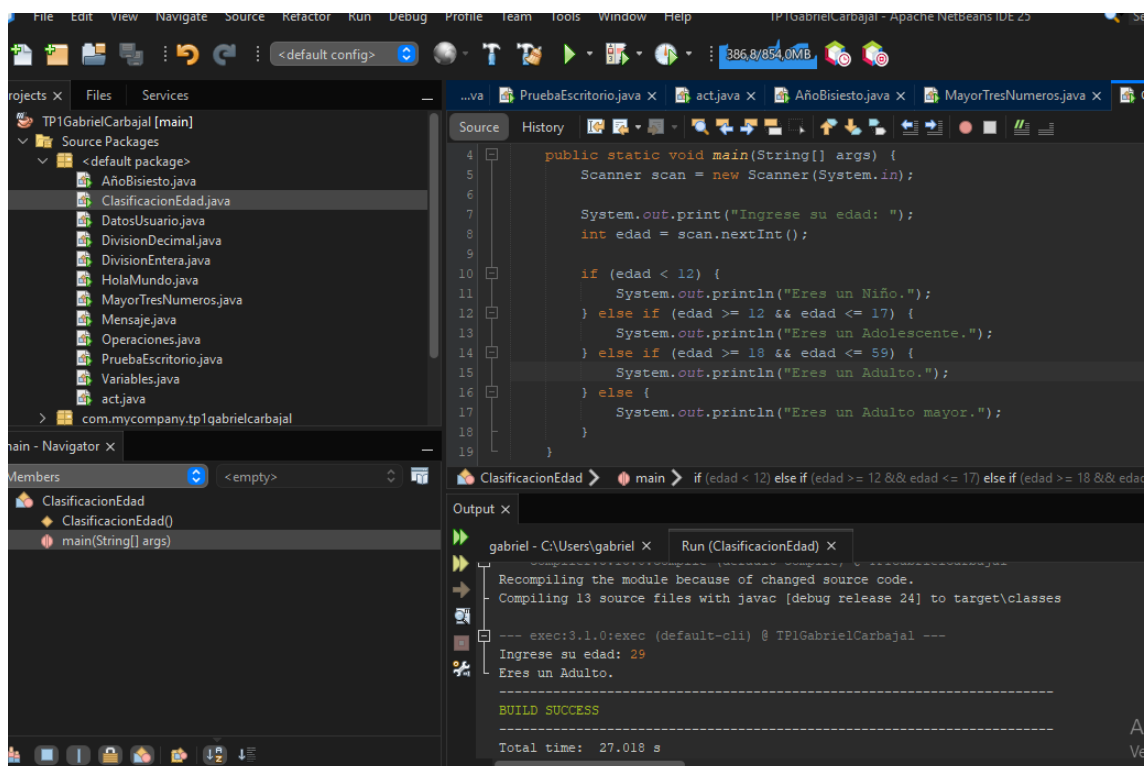 File Edit View Navigate Source Refactor Run Debug Profile Team Tools Window Help TP1GabrielCarbajal - Apache NetBeans IDE 25
<default config> 386,8/854,0MB
Files Services
TP1GabrielCarbajal [main]
Source Packages
<default package>
AñoBisiesto.java
ClasificacionEdad.java
DatosUsuario.java
DivisionDecimal.java
DivisionEntera.java
HolaMundo.java
MayorTresNumeros.java
Mensaje.java
Operaciones.java
PruebaEscritorio.java
Variables.java
act.java
com.mycompany.tp1gabrielcarbajal
- Navigator
Members <empty>
ClasificacionEdad
ClasificacionEdad()
main(String[] args)
...va PruebaEscritorio.java act.java AñoBisiesto.java MayorTresNumeros.java
Source History
4 public static void main(String[] args) {
5 Scanner scan = new Scanner(System.in);
6
7 System.out.print("Ingrese su edad: ");
8 int edad = scan.nextInt();
9
10 if (edad < 12) {
11 System.out.println("Eres un Niño.");
12 } else if (edad >= 12 && edad <= 17) {
13 System.out.println("Eres un Adolescente.");
14 } else if (edad >= 18 && edad <= 59) {
15 System.out.println("Eres un Adulto.");
16 } else {
17 System.out.println("Eres un Adulto mayor.");
18 }
19 }
ClasificacionEdad main if (edad < 12) else if (edad >= 12 && edad <= 17) else if (edad >= 18 &&
Output
gabriel - C:\Users\gabriel Run (ClasificacionEdad)
Recompiling the module because of changed source code.
Compiling 13 source files with javac [debug release 24] to target\classes
--- exec:3.1.0:exec (default-cli) @ TP1GabrielCarbajal ---
Ingrese su edad: 29
Eres un Adulto.
------------------------------------------------------------------------
BUILD SUCCESS
------------------------------------------------------------------------
Total time: 27.018 s